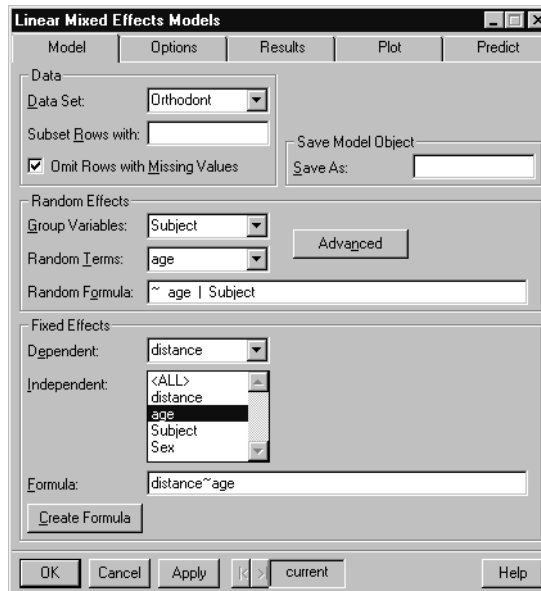 Linear Mixed Effects Models
Model Options Results Plot Predict
Data
Data Set: Orthodont
Subset Rows with:
Omit Rows with Missing Values
Save Model Object
Save As:
Random Effects
Group Variables: Subject
Advanced
Random Terms: age
Random Formula: ~ age | Subject
Fixed Effects
Dependent: distance
Independent: <ALL>
distance
age
Subject
Sex
Formula: distance~age
Create Formula
OK Cancel Apply |< > current Help